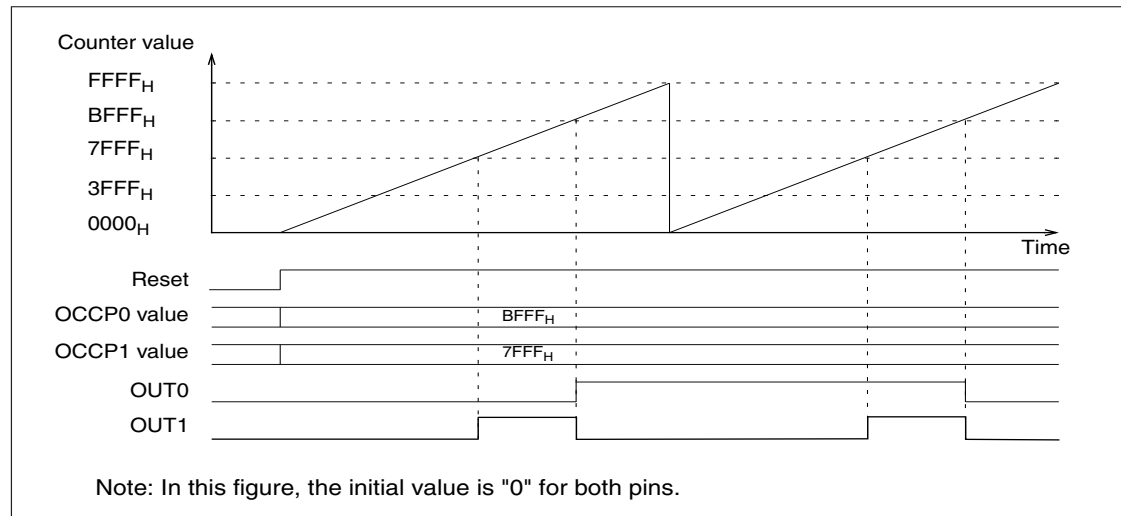 Counter value
FFFFH
BFFFH
7FFFH
3FFFH
0000H
Time
Reset
OCCP0 value
BFFFH
OCCP1 value
7FFFH
OUT0
OUT1
Note: In this figure, the initial value is "0" for both pins.